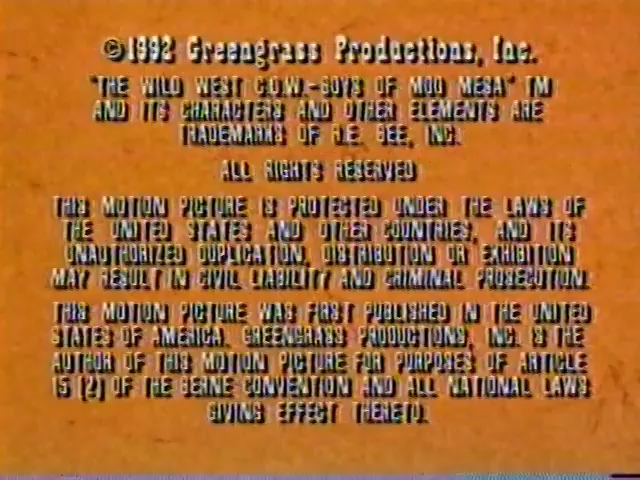 ©1992 Greengrass Productions, Inc.
"THE WILD WEST C.O.W.-BOYS OF MOO MESA" TM
AND ITS CHARACTERS AND OTHER ELEMENTS ARE
TRADEMARKS OF R.E. BEE, INC.
ALL RIGHTS RESERVED
THIS MOTION PICTURE IS PROTECTED UNDER THE LAWS OF
THE UNITED STATES AND OTHER COUNTRIES, AND ITS
UNAUTHORIZED DUPLICATION, DISTRIBUTION OR EXHIBITION
MAY RESULT IN CIVIL LIABILITY AND CRIMINAL PROSECUTION.
THIS MOTION PICTURE WAS FIRST PUBLISHED IN THE UNITED
STATES OF AMERICA. GREENGRASS PRODUCTIONS, INC. IS THE
AUTHOR OF THIS MOTION PICTURE FOR PURPOSES OF ARTICLE
15 (2) OF THE BERNE CONVENTION AND ALL NATIONAL LAWS
GIVING EFFECT THERETO.